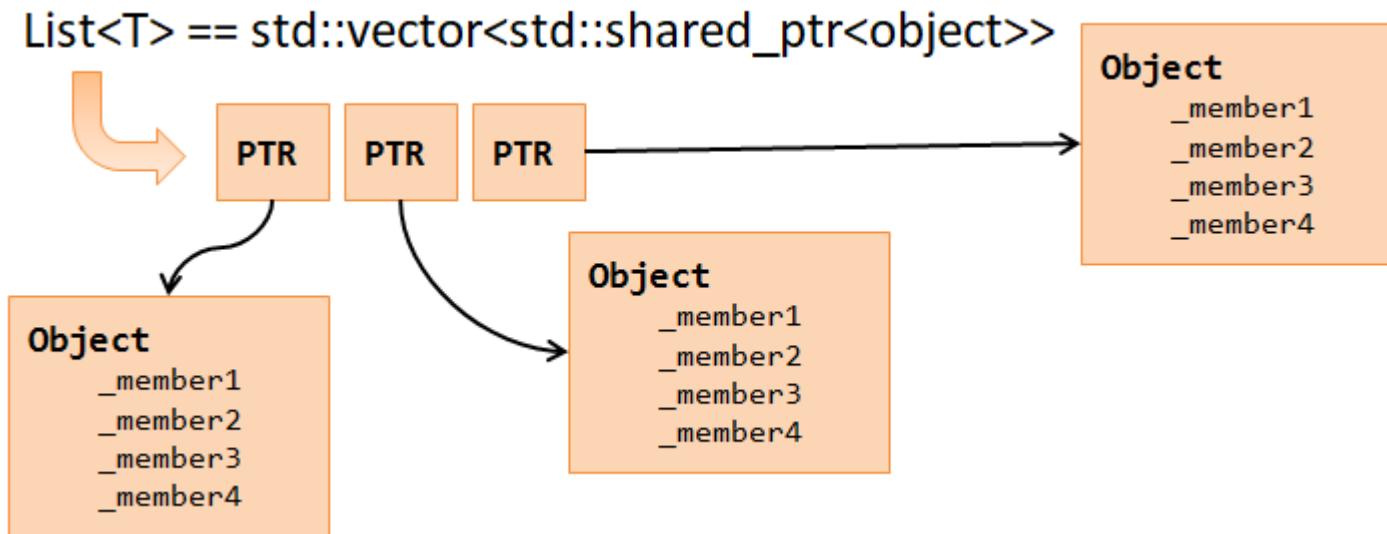 List<T> == std::vector<std::shared_ptr<object>>
PTR PTR PTR
Object
_member1
_member2
_member3
_member4
Object
_member1
_member2
_member3
_member4
Object
_member1
_member2
_member3
_member4